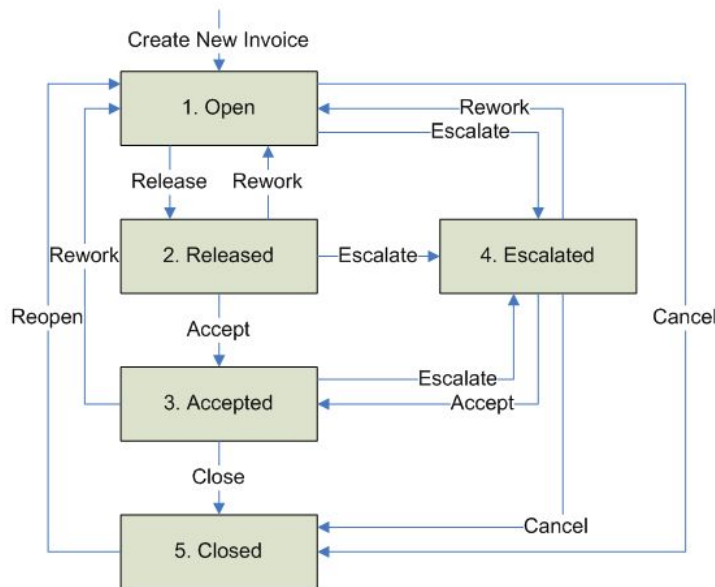 Create New Invoice
1. Open
Rework
Escalate
Release
Rework
2. Released
Escalate
4. Escalated
Rework
Reopen
Cancel
Accept
3. Accepted
Escalate
Accept
Close
5. Closed
Cancel